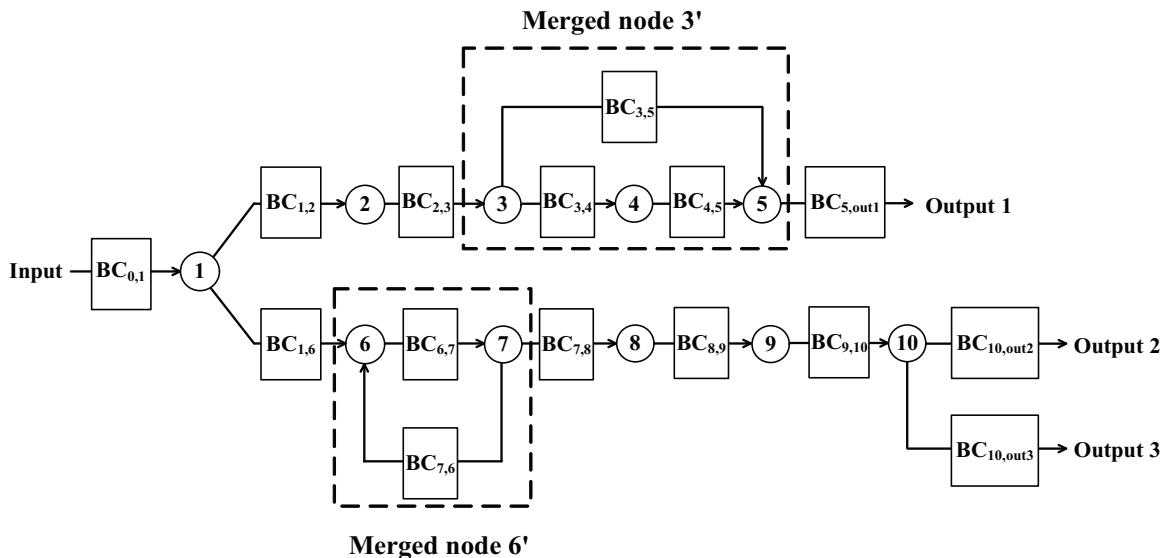 Merged node 3'
BC3,5
BC1,2
2
BC2,3
3
BC3,4
4
BC4,5
5
BC5,out1
Output 1
Input
BC0,1
1
BC1,6
6
BC6,7
7
BC7,8
8
BC8,9
9
BC9,10
10
BC10,out2
Output 2
BC7,6
BC10,out3
Output 3
Merged node 6'